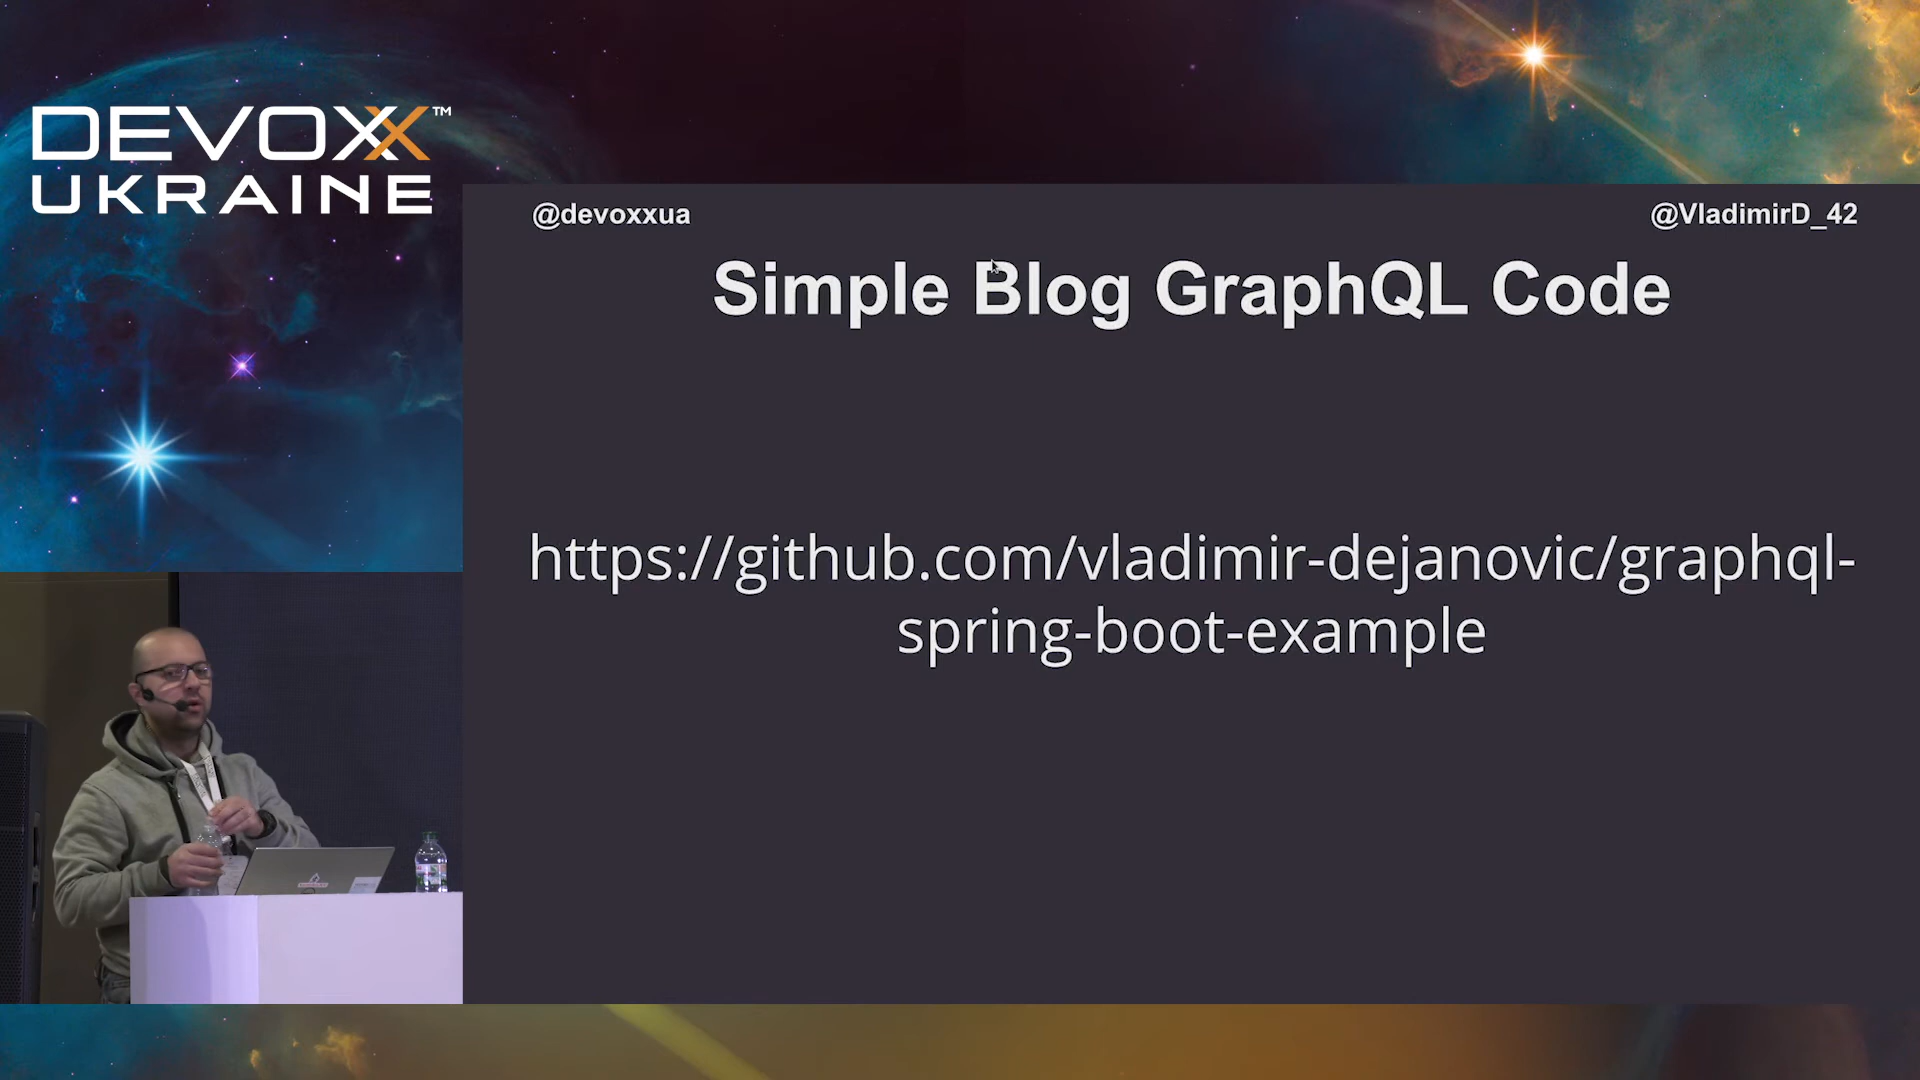 DEVOXX™
UKRAINE
@devoxxua
@VladimirD_42
Simple Blog GraphQL Code
https://github.com/vladimir-dejanovic/graphql-
spring-boot-example